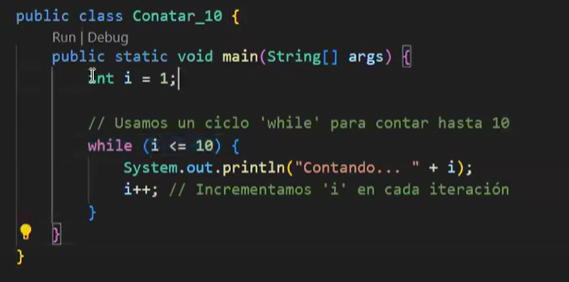 public class Conatar_10 {
Run | Debug
public static void main(String[] args) {
int i = 1;
// Usamos un ciclo 'while' para contar hasta 10
while (i <= 10) {
System.out.println("Contando... " + i);
i++; // Incrementamos 'i' en cada iteración
}
}
}